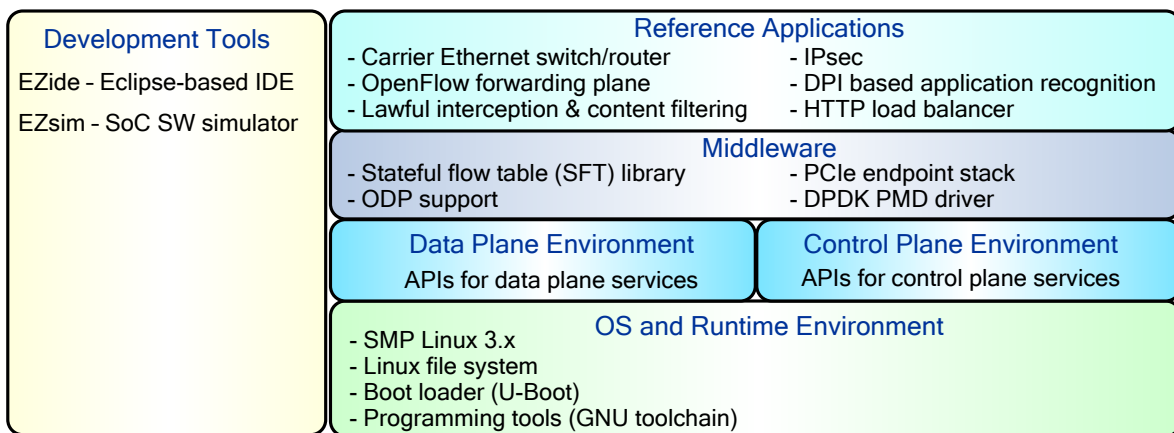 Development Tools
EZide - Eclipse-based IDE
EZsim - SoC SW simulator
Reference Applications
- Carrier Ethernet switch/router
- OpenFlow forwarding plane
- Lawful interception & content filtering
- IPsec
- DPI based application recognition
- HTTP load balancer
Middleware
- Stateful flow table (SFT) library
- ODP support
- PCIe endpoint stack
- DPDK PMD driver
Data Plane Environment
APIs for data plane services
Control Plane Environment
APIs for control plane services
OS and Runtime Environment
- SMP Linux 3.x
- Linux file system
- Boot loader (U-Boot)
- Programming tools (GNU toolchain)